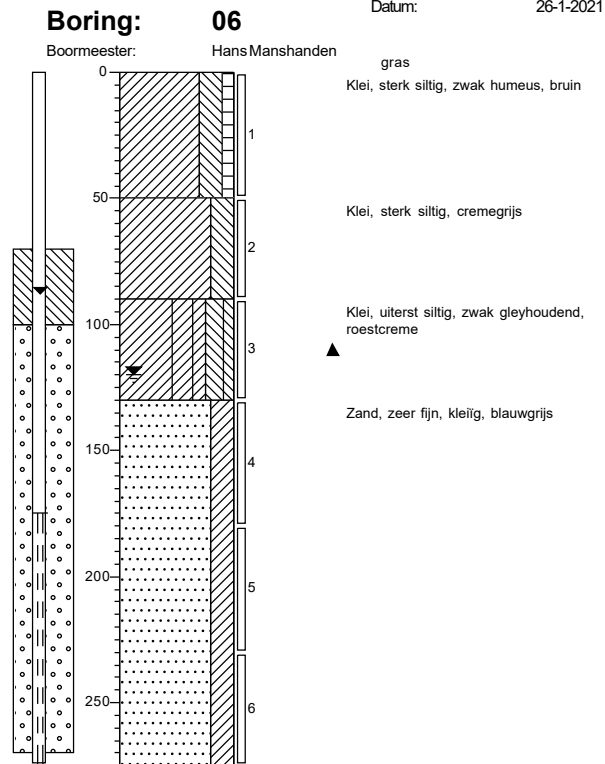 Datum: 26-1-2021
Boring: 06
Boormeester: Hans Manshanden
gras
0
Klei, sterk siltig, zwak humeus, bruin
1
50
Klei, sterk siltig, cremegrijs
2
Klei, uiterst siltig, zwak gleyhoudend,
roestcreme
100
3
Zand, zeer fijn, kleiïg, blauwgrijs
150
4
200
5
250
6